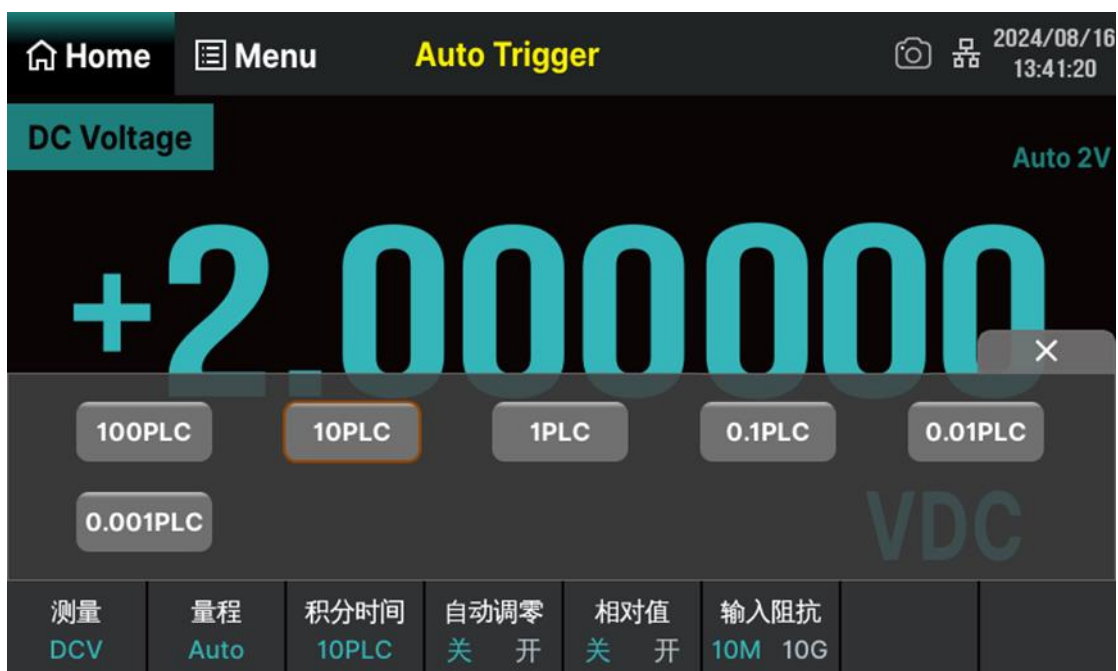 Home Menu Auto Trigger 2024/08/16
13:41:20
DC Voltage
Auto 2V
+2.000000
100PLC 10PLC 1PLC 0.1PLC 0.01PLC
0.001PLC
VDC
测量 量程 积分时间 自动调零 相对值 输入阻抗
DCV Auto 10PLC 关 开 关 开 10M 10G